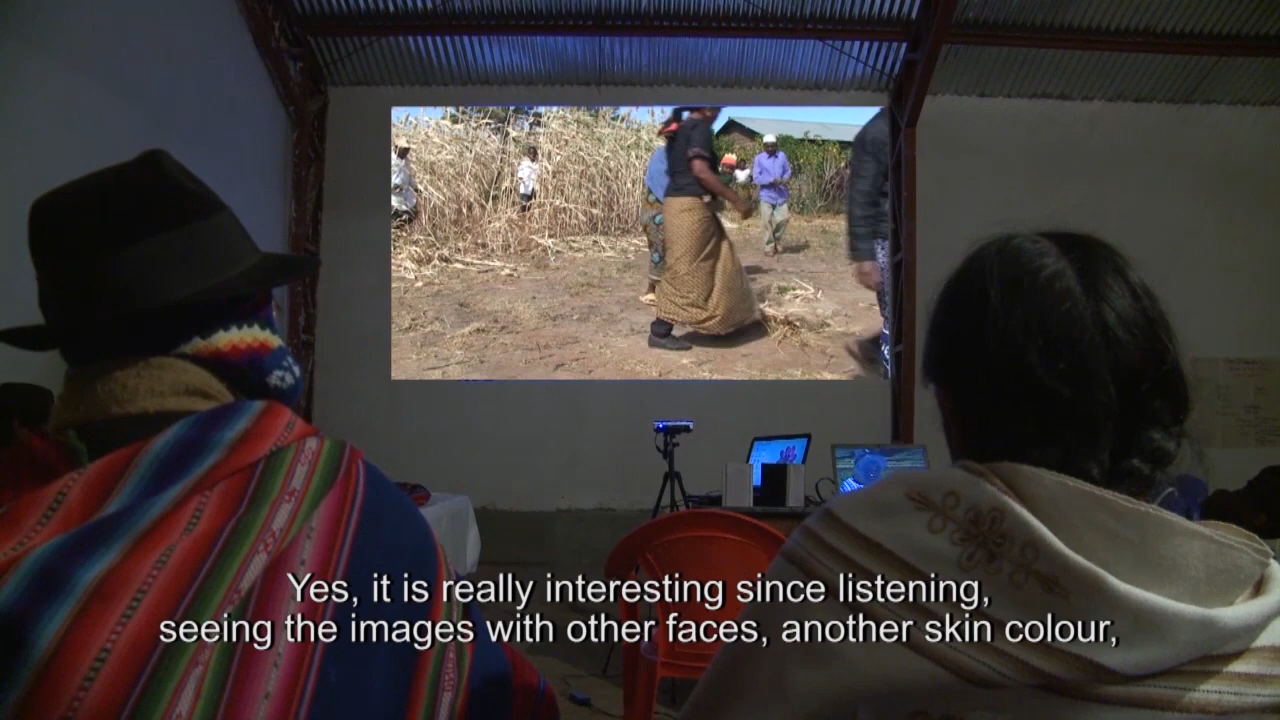 Yes, it is really interesting since listening,
seeing the images with other faces, another skin colour,